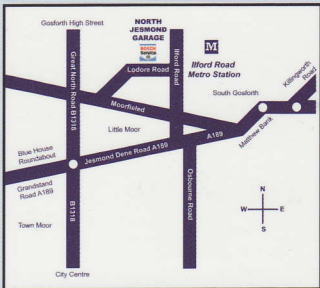 Gosforth High Street
NORTH
JESMOND
GARAGE
BOSCH
Service
M
Ilford Road
Metro Station
Great North Road B1318
Lodore Road
Ilford Road
Killingworth
Road
South Gosforth
Moorfield
Little Moor
Matthew Bank
A189
Blue House
Roundabout
Jesmond Dene Road A189
Grandstand
Road A189
Osbourne Road
Town Moor
B1318
N
W
E
S
City Centre